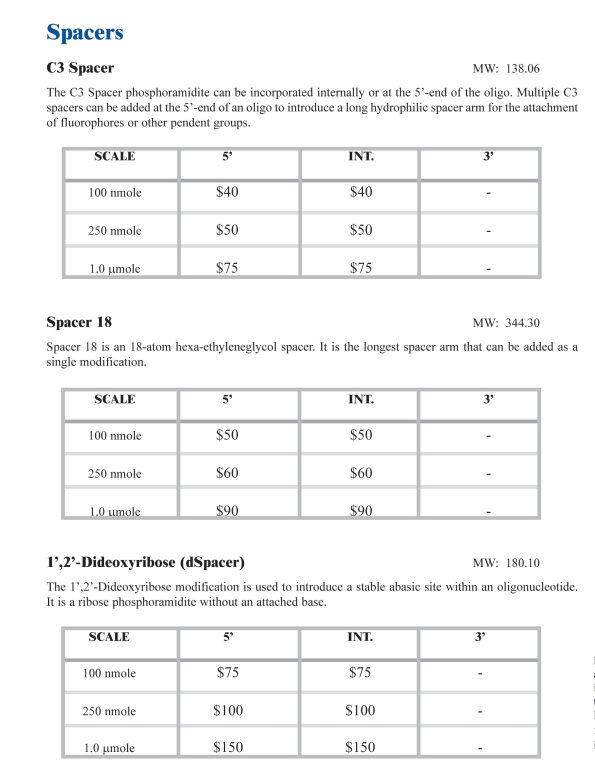 Spacers
C3 Spacer MW: 138.06
The C3 Spacer phosphoramidite can be incorporated internally or at the 5’-end of the oligo. Multiple C3
spacers can be added at the 5’-end of an oligo to introduce a long hydrophilic spacer arm for the attachment
of fluorophores or other pendent groups.
SCALE 5’ INT. 3’
100 nmole $40 $40 -
250 nmole $50 $50 -
1.0 µmole $75 $75 -
Spacer 18 MW: 344.30
Spacer 18 is an 18-atom hexa-ethyleneglycol spacer. It is the longest spacer arm that can be added as a
single modification.
SCALE 5’ INT. 3’
100 nmole $50 $50 -
250 nmole $60 $60 -
1.0 µmole $90 $90 -
1’,2’-Dideoxyribose (dSpacer) MW: 180.10
The 1’,2’-Dideoxyribose modification is used to introduce a stable abasic site within an oligonucleotide.
It is a ribose phosphoramidite without an attached base.
SCALE 5’ INT. 3’
100 nmole $75 $75 -
250 nmole $100 $100 -
1.0 µmole $150 $150 -